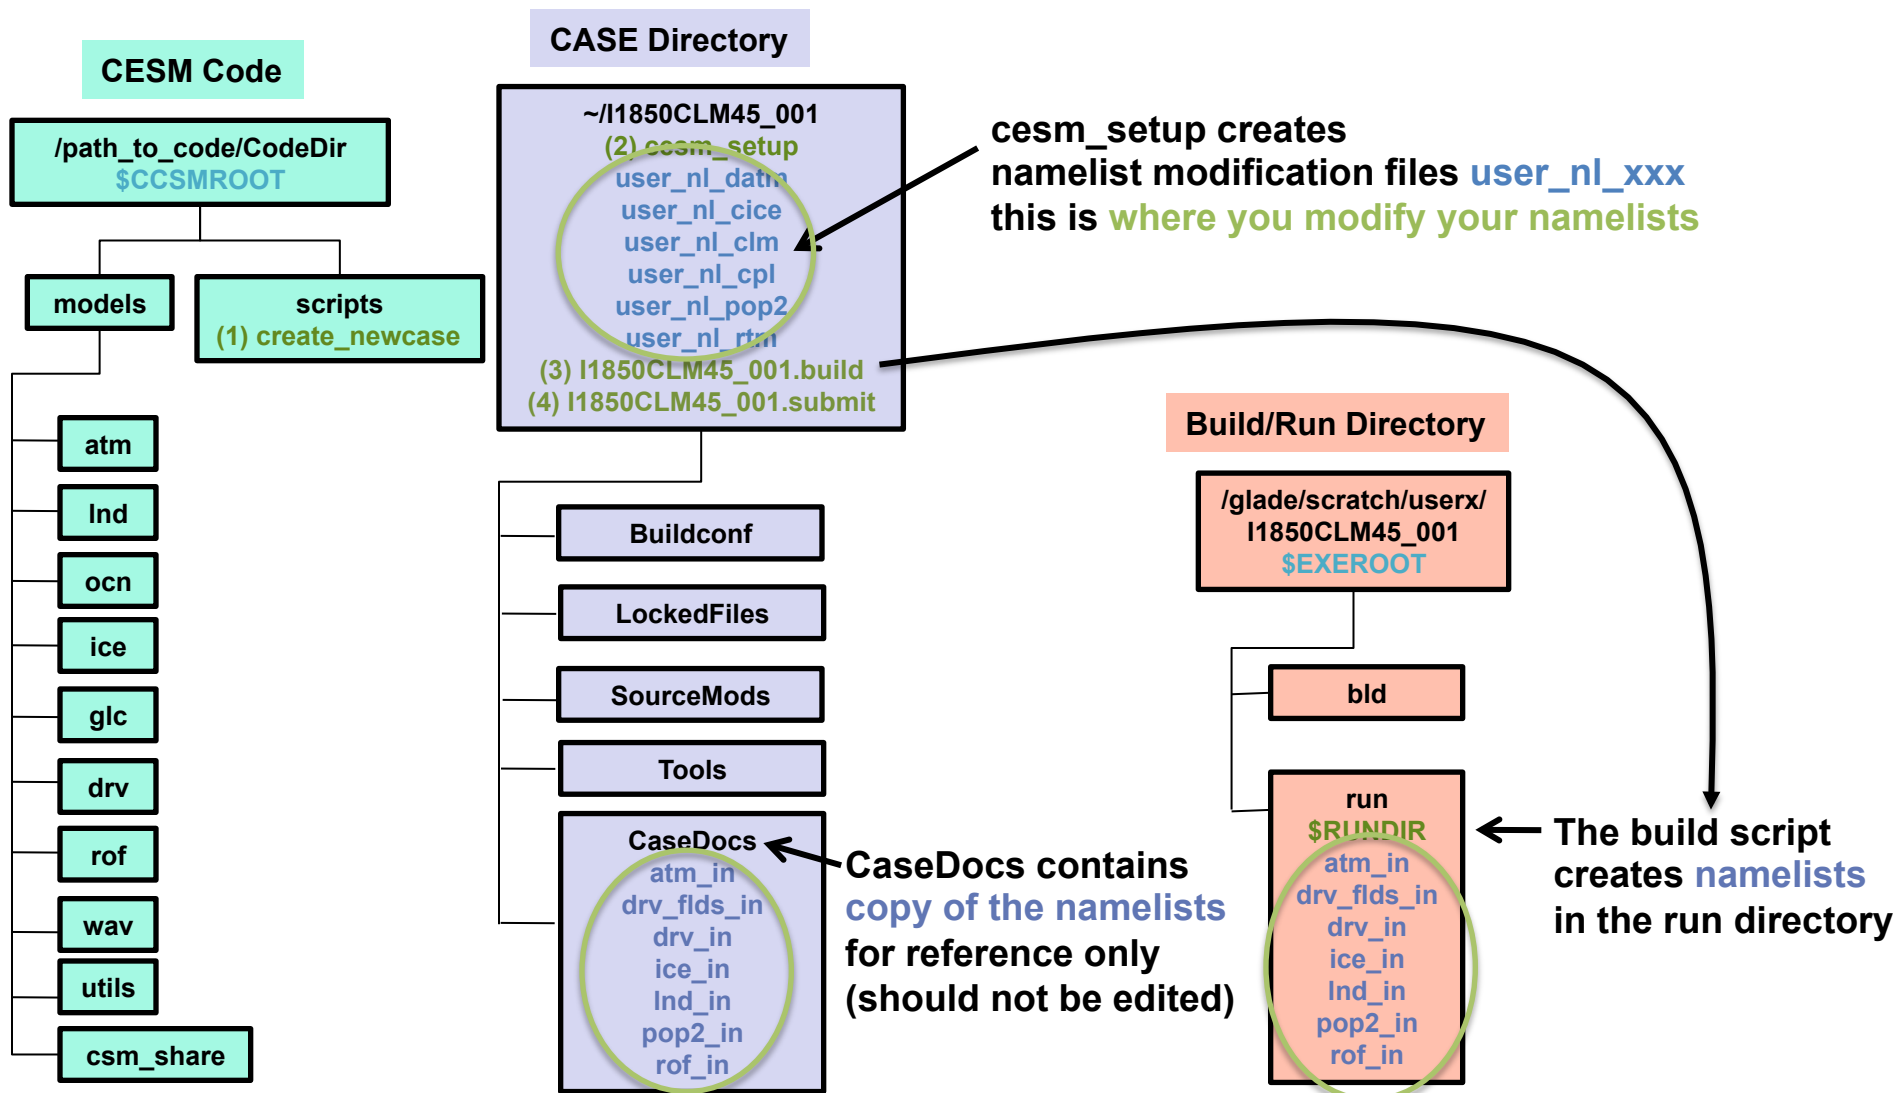 CESM Code
/path_to_code/CodeDir
$CCSMROOT
models
scripts
(1) create_newcase
atm
lnd
ocn
ice
glc
drv
rof
wav
utils
csm_share
CASE Directory
~/I1850CLM45_001
(2) cesm_setup
user_nl_datm
user_nl_cice
user_nl_clm
user_nl_cpl
user_nl_pop2
user_nl_rtm
(3) I1850CLM45_001.build
(4) I1850CLM45_001.submit
Buildconf
LockedFiles
SourceMods
Tools
CaseDocs
atm_in
drv_flds_in
drv_in
ice_in
lnd_in
pop2_in
rof_in
cesm_setup creates
namelist modification files user_nl_xxx
this is where you modify your namelists
CaseDocs contains
copy of the namelists
for reference only
(should not be edited)
Build/Run Directory
/glade/scratch/userx/
I1850CLM45_001
$EXEROOT
bld
run
$RUNDIR
atm_in
drv_flds_in
drv_in
ice_in
lnd_in
pop2_in
rof_in
The build script
creates namelists
in the run directory